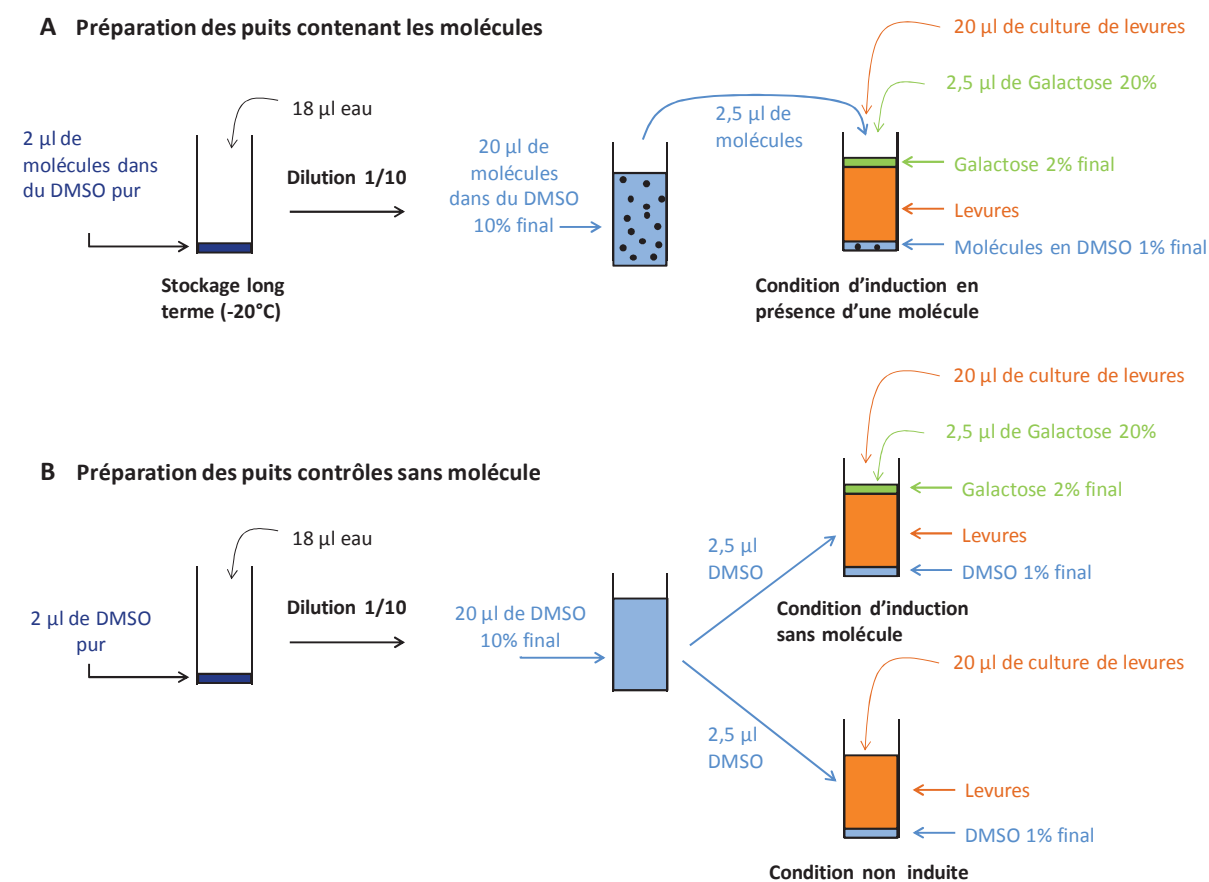 A Préparation des puits contenant les molécules
20 µl de culture de levures
2,5 µl de Galactose 20%
18 µl eau
2 µl de
molécules dans
du DMSO pur
Dilution 1/10
20 µl de
molécules
dans du DMSO
10% final
2,5 µl de
molécules
Galactose 2% final
Levures
Molécules en DMSO 1% final
Stockage long
terme (-20°C)
Condition d’induction en
présence d’une molécule
20 µl de culture de levures
2,5 µl de Galactose 20%
B Préparation des puits contrôles sans molécule
Galactose 2% final
18 µl eau
Levures
2,5 µl
DMSO
DMSO 1% final
2 µl de DMSO
pur
Dilution 1/10
20 µl de DMSO
10% final
Condition d’induction
sans molécule
20 µl de culture de levures
2,5 µl
DMSO
Levures
DMSO 1% final
Condition non induite